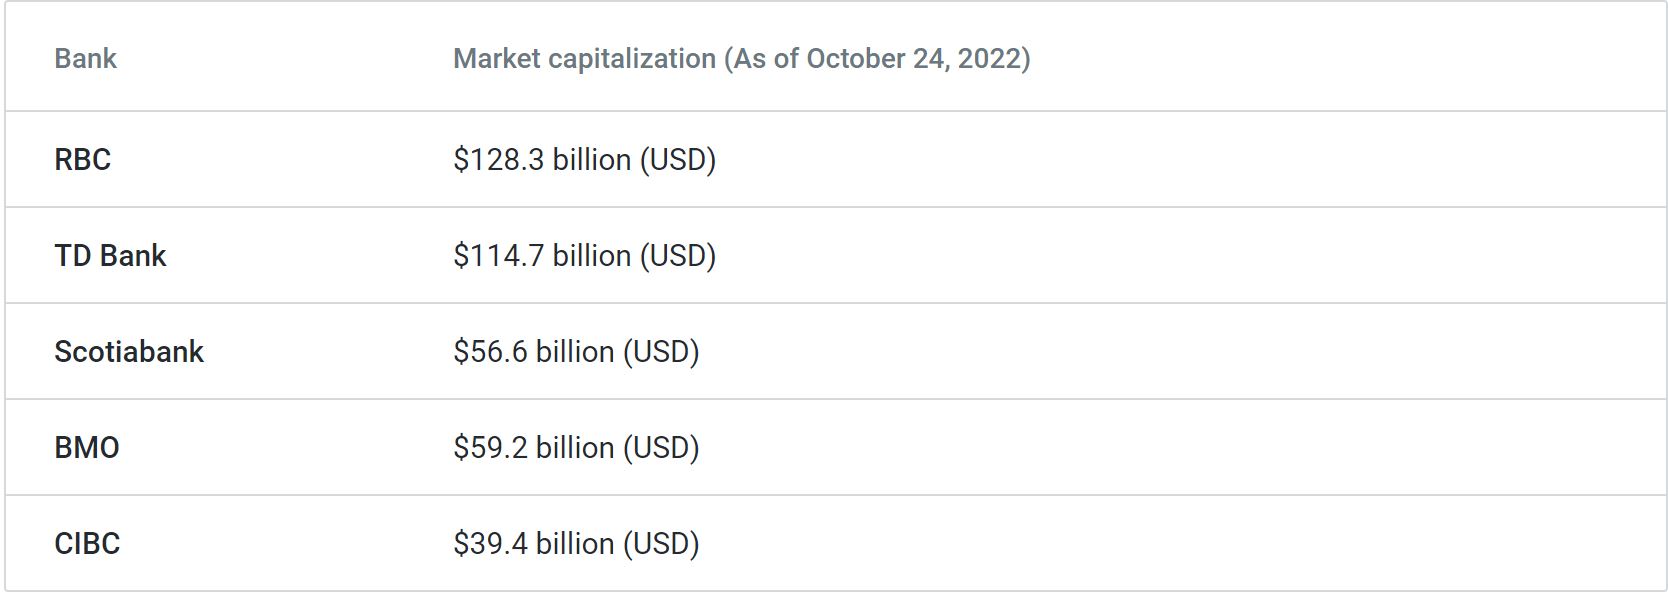 Bank Market capitalization (As of October 24, 2022)
RBC $128.3 billion (USD)
TD Bank $114.7 billion (USD)
Scotiabank $56.6 billion (USD)
BMO $59.2 billion (USD)
CIBC $39.4 billion (USD)